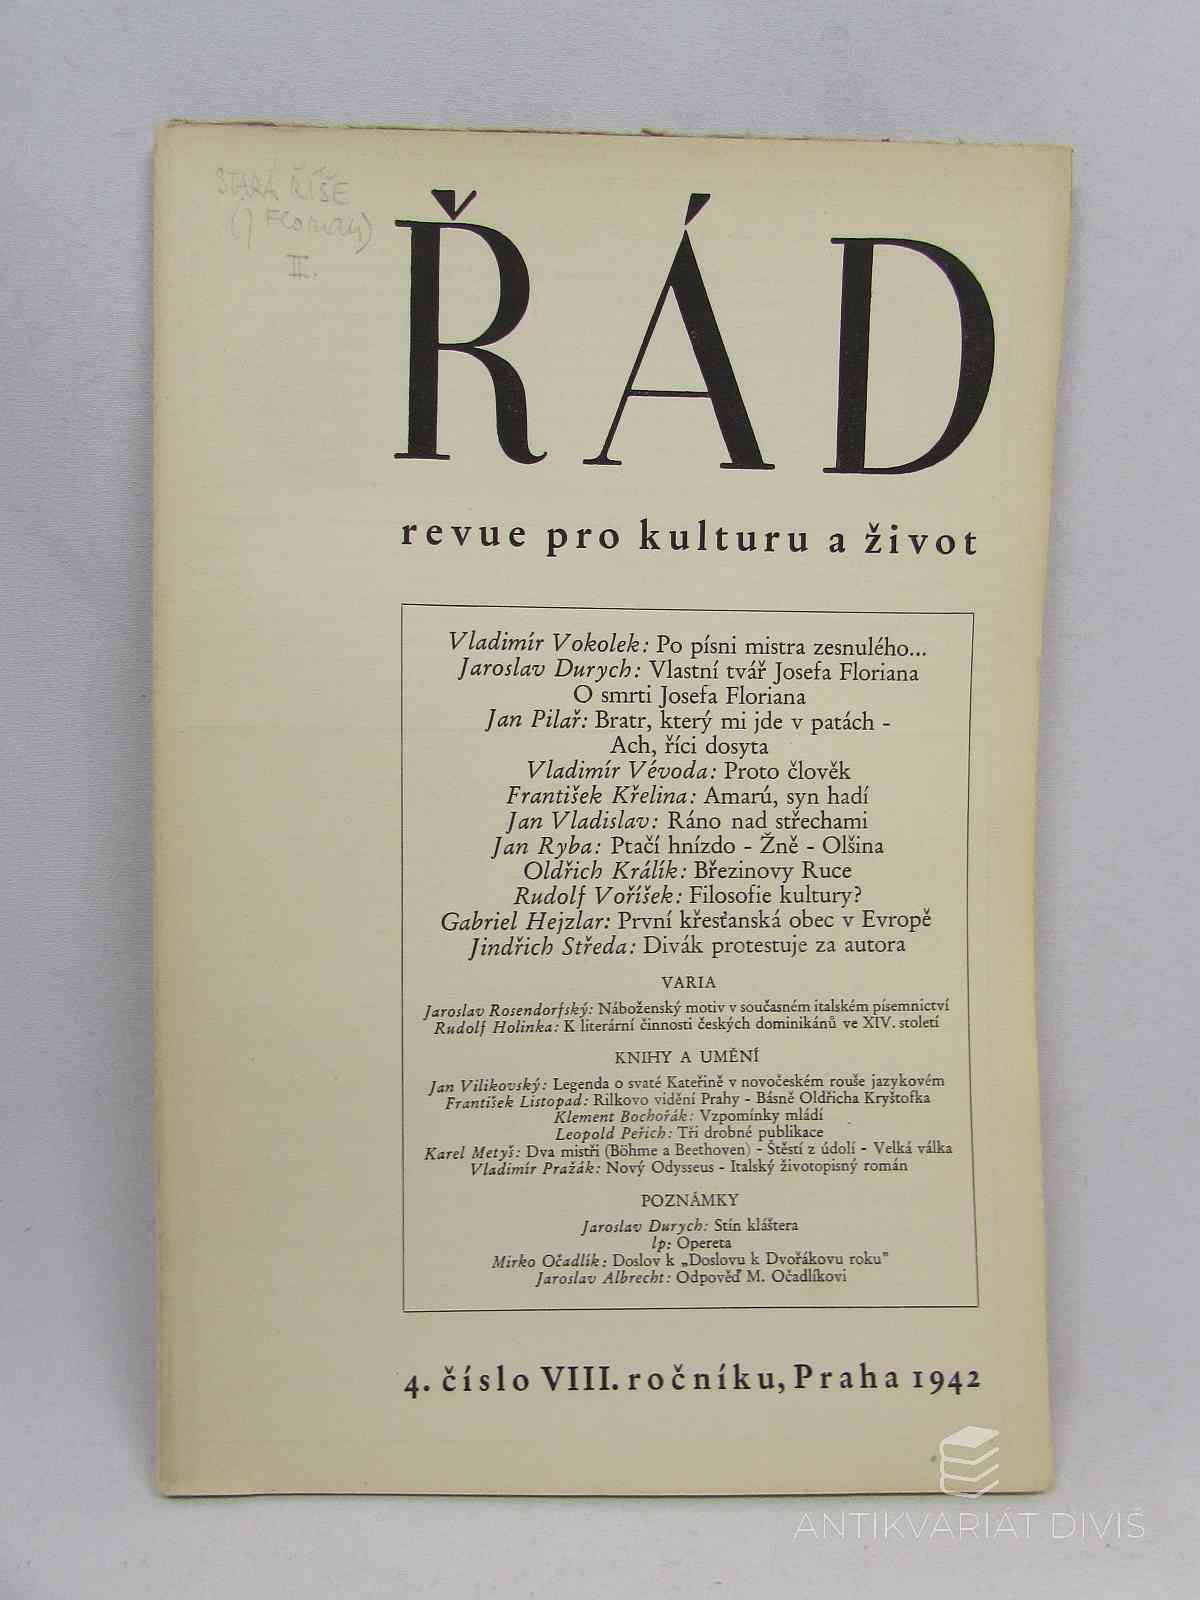 STARÁ ŘÍŠE
(J Florian)
II.
ŘÁD
revue pro kulturu a život
Vladimír Vokolek: Po písni mistra zesnulého...
Jaroslav Durych: Vlastní tvář Josefa Floriana
O smrti Josefa Floriana
Jan Pilař: Bratr, který mi jde v patách -
Ach, říci dosyta
Vladimír Vévoda: Proto člověk
František Křelina: Amarú, syn hadí
Jan Vladislav: Ráno nad střechami
Jan Ryba: Ptačí hnízdo - Žně - Olšina
Oldřich Králík: Březinovy Ruce
Rudolf Voříšek: Filosofie kultury?
Gabriel Hejzlar: První křesťanská obec v Evropě
Jindřich Středa: Divák protestuje za autora
VARIA
Jaroslav Rosendorfský: Náboženský motiv v současném italském písemnictví
Rudolf Holinka: K literární činnosti českých dominikánů ve XIV. století
KNIHY A UMĚNÍ
Jan Vilikovský: Legenda o svaté Kateřině v novočeském rouše jazykovém
František Listopad: Rilkovo vidění Prahy - Básně Oldřicha Kryštofka
Klement Bochořák: Vzpomínky mládí
Leopold Peřich: Tři drobné publikace
Karel Metyš: Dva mistři (Böhme a Beethoven) - Štěstí z údolí - Velká válka
Vladimír Pražák: Nový Odysseus - Italský životopisný román
POZNÁMKY
Jaroslav Durych: Stín kláštera
lp: Opereta
Mirko Očadlík: Doslov k „Doslovu k Dvořákovu roku"
Jaroslav Albrecht: Odpověď M. Očadlíkovi
4. číslo VIII. ročníku, Praha 1942
ANTIKVARIÁT DIVIŠ